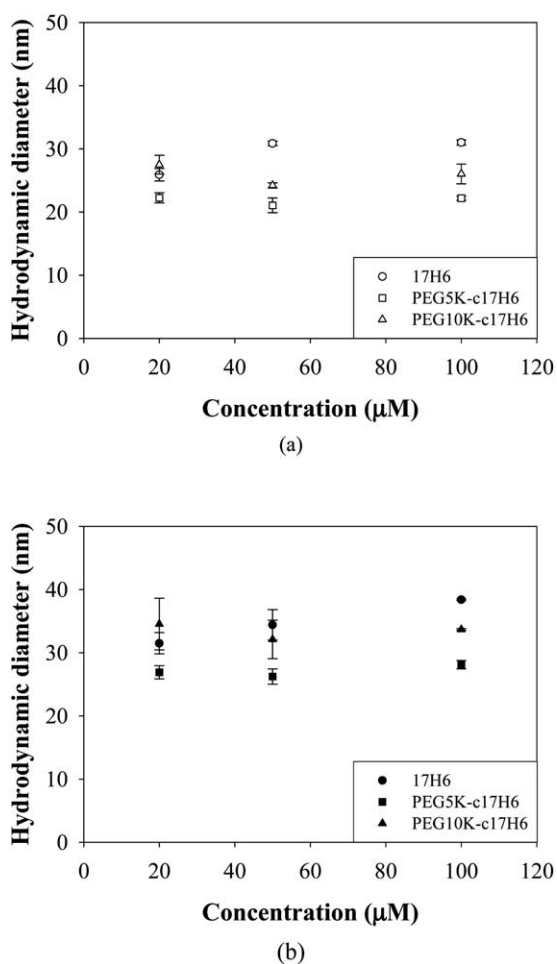 Hydrodynamic diameter (nm)
50
40
30
20
10
0
17H6
PEG5K-c17H6
PEG10K-c17H6
0 20 40 60 80 100 120
Concentration (μM)
(a)
Hydrodynamic diameter (nm)
50
40
30
20
10
0
17H6
PEG5K-c17H6
PEG10K-c17H6
0 20 40 60 80 100 120
Concentration (μM)
(b)